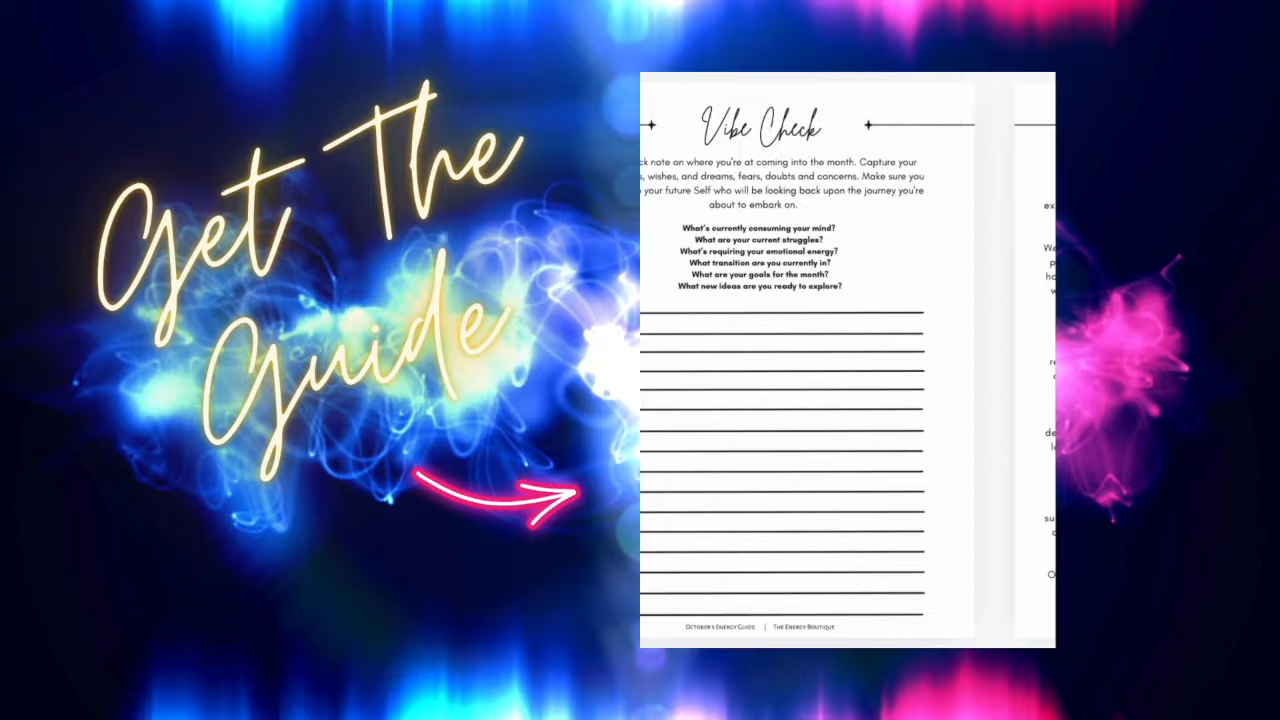 Get The
Guide
Vibe Check
note on where you're at coming into the month. Capture your
wishes, and dreams, fears, doubts and concerns. Make sure you
your future Self who will be looking back upon the journey you're
about to embark on.
What's currently consuming your mind?
What are your current struggles?
What's requiring your emotional energy?
What transition are you currently in?
What are your goals for the month?
What new ideas are you ready to explore?
October's Energy Guide | The Energy Boutique